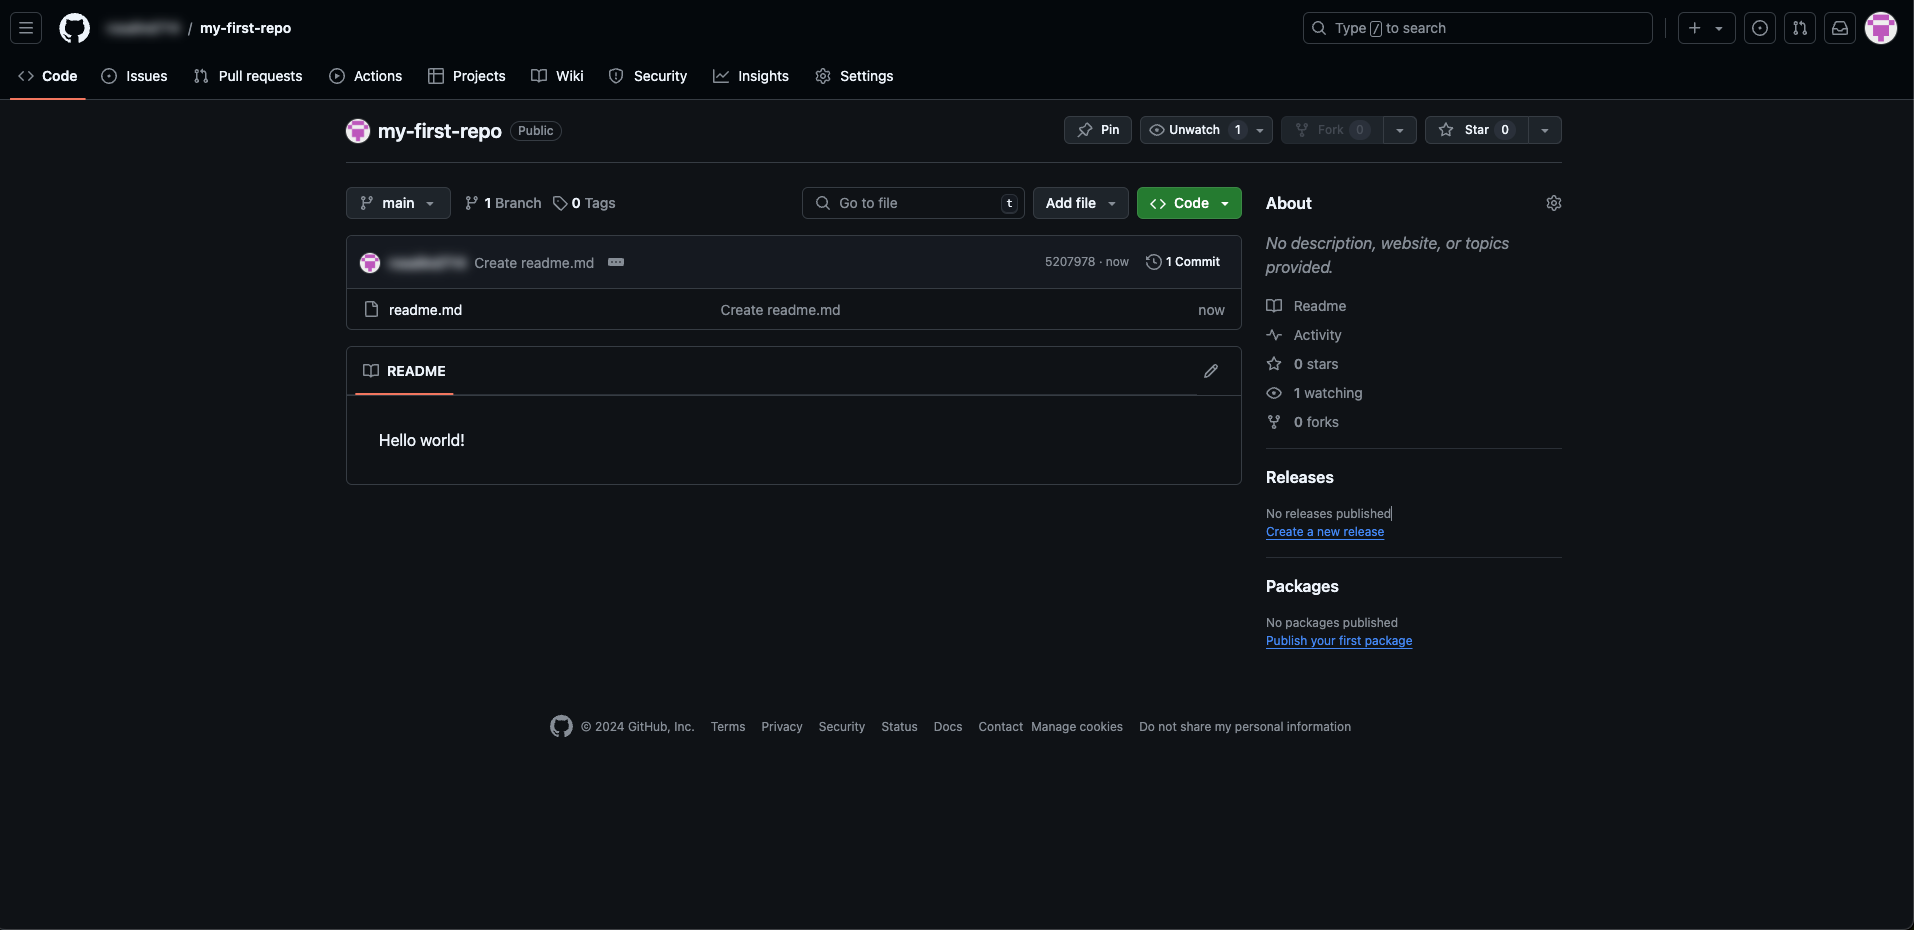 / my-first-repo
Type / to search
Code Issues Pull requests Actions Projects Wiki Security Insights Settings
my-first-repo Public
Pin Unwatch 1 Fork 0 Star 0
main 1 Branch 0 Tags Go to file t Add file Code
Create readme.md 5207978 · now 1 Commit
readme.md Create readme.md now
README
Hello world!
About
No description, website, or topics
provided.
Readme
Activity
0 stars
1 watching
0 forks
Releases
No releases published
Create a new release
Packages
No packages published
Publish your first package
© 2024 GitHub, Inc. Terms Privacy Security Status Docs Contact Manage cookies Do not share my personal information